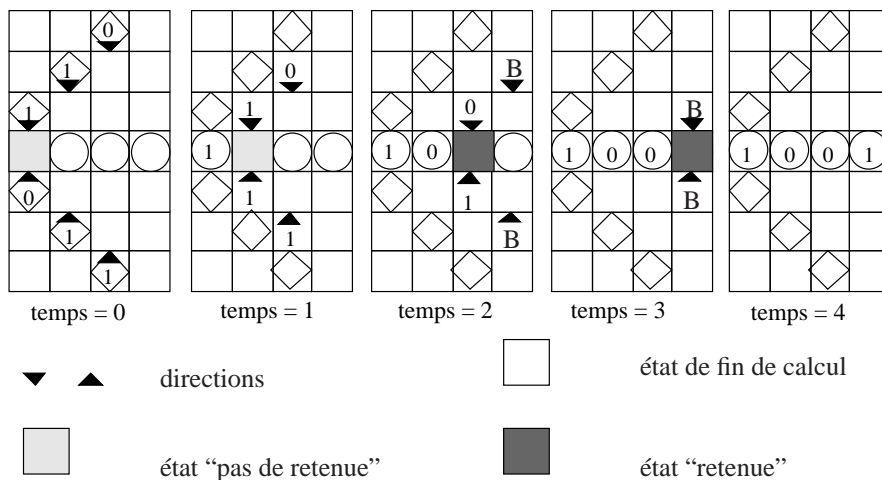 0
1 0 B B
1 1 0
1 1 0 1 0 0 1 0 0 1
0 1 1 B
1 1 B
1
temps = 0 temps = 1 temps = 2 temps = 3 temps = 4
directions
état de fin de calcul
état “pas de retenue”
état “retenue”